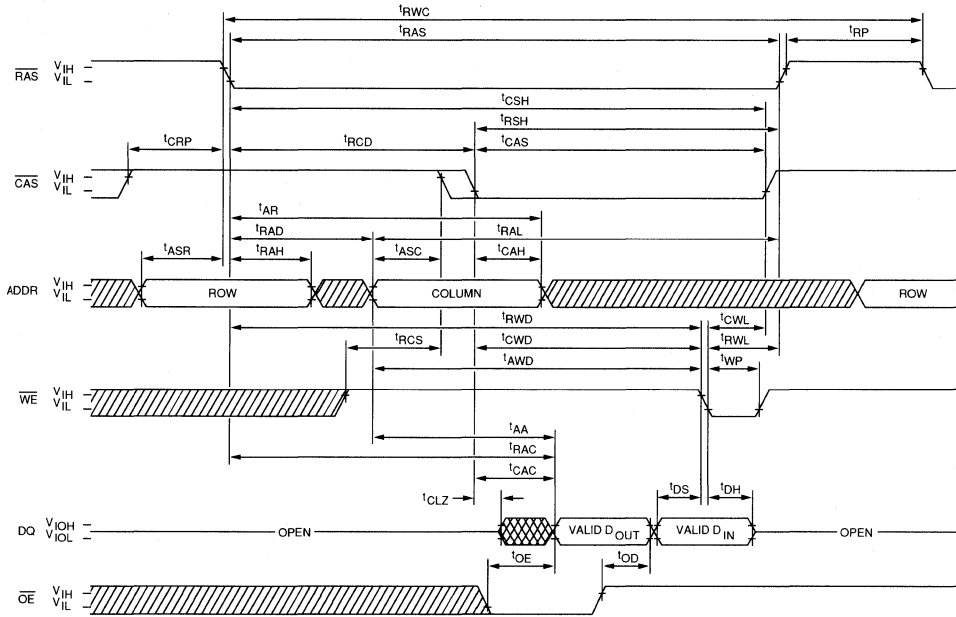 tRWC
tRAS
tRP
RAS VIH
VIL
tCSH
tRSH
tCRP
tRCD
tCAS
CAS VIH
VIL
tAR
tRAD
tRAL
tASR
tRAH
tASC
tCAH
ADDR VIH
VIL
ROW
COLUMN
ROW
tRWD
tCWL
tRCS
tCWD
tRWL
tAWD
tWP
WE VIH
VIL
tAA
tRAC
tCAC
tCLZ
tDS
tDH
DQ VIOH
VIOL
OPEN
VALID DOUT
VALID DIN
OPEN
tOE
tOD
OE VIH
VIL